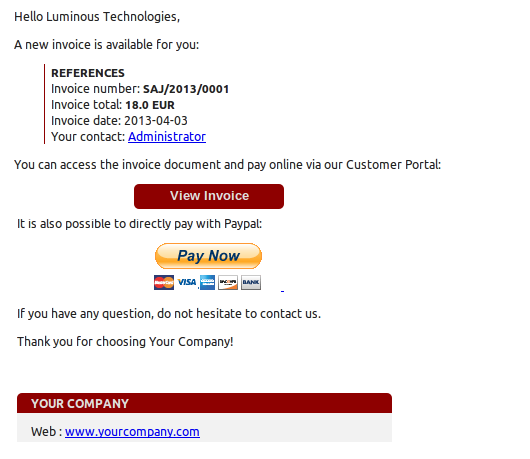 Hello Luminous Technologies,
A new invoice is available for you:
REFERENCES
Invoice number: SAJ/2013/0001
Invoice total: 18.0 EUR
Invoice date: 2013-04-03
Your contact: Administrator
You can access the invoice document and pay online via our Customer Portal:
View Invoice
It is also possible to directly pay with Paypal:
Pay Now
MasterCard VISA DISCOVER BANK
If you have any question, do not hesitate to contact us.
Thank you for choosing Your Company!
YOUR COMPANY
Web : www.yourcompany.com